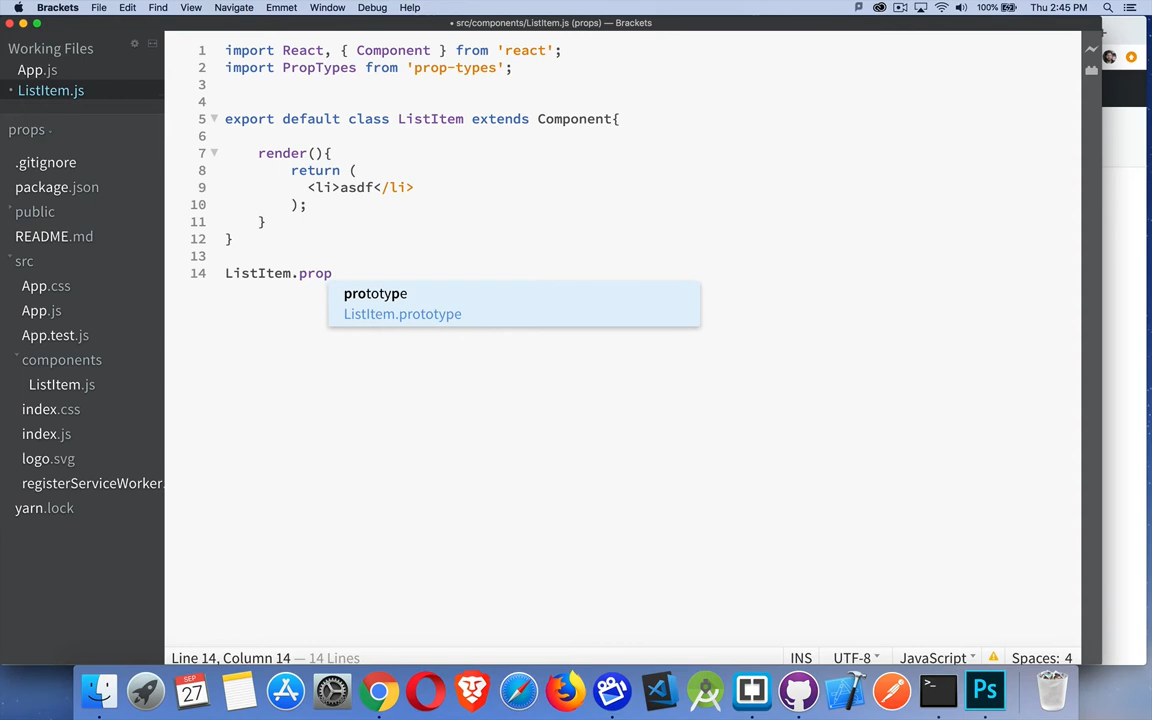 Brackets File Edit Find View Navigate Emmet Window Debug Help 100% Thu 2:45 PM
• src/components/ListItem.js (props) — Brackets
Working Files
App.js
• ListItem.js
props
.gitignore
package.json
public
README.md
src
App.css
App.js
App.test.js
components
ListItem.js
index.css
index.js
logo.svg
registerServiceWorker.
yarn.lock
1 import React, { Component } from 'react';
2 import PropTypes from 'prop-types';
3
4
5 export default class ListItem extends Component{
6
7 render(){
8 return (
9 <li>asdf</li>
10 );
11 }
12 }
13
14 ListItem.prop
prototype
ListItem.prototype
Line 14, Column 14 — 14 Lines
INS UTF-8 JavaScript Spaces: 4
SEP
27
>_
Ps